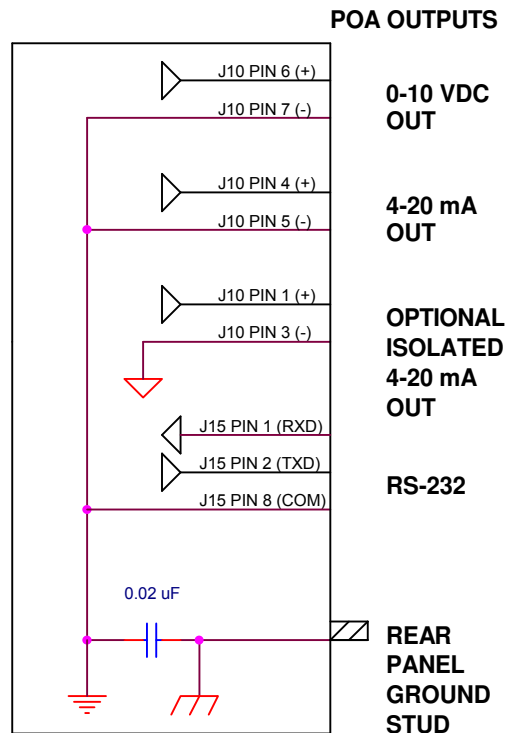 POA OUTPUTS
J10 PIN 6 (+)
J10 PIN 7 (-)
0-10 VDC
OUT
J10 PIN 4 (+)
J10 PIN 5 (-)
4-20 mA
OUT
J10 PIN 1 (+)
J10 PIN 3 (-)
OPTIONAL
ISOLATED
4-20 mA
OUT
J15 PIN 1 (RXD)
J15 PIN 2 (TXD)
J15 PIN 8 (COM)
RS-232
0.02 uF
REAR
PANEL
GROUND
STUD